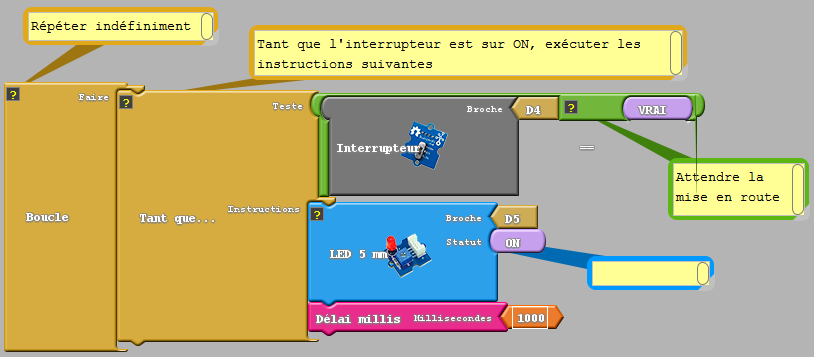 Répéter indéfiniment
Tant que l'interrupteur est sur ON, exécuter les
instructions suivantes
?
Faire
?
Teste
Interrupteur
Broche
D4
?
VRAI
=
Attendre la
mise en route
Boucle
Tant que...
Instructions
?
LED 5 mm
Broche
D5
Statut
ON
Délai millis
Millisecondes
1000